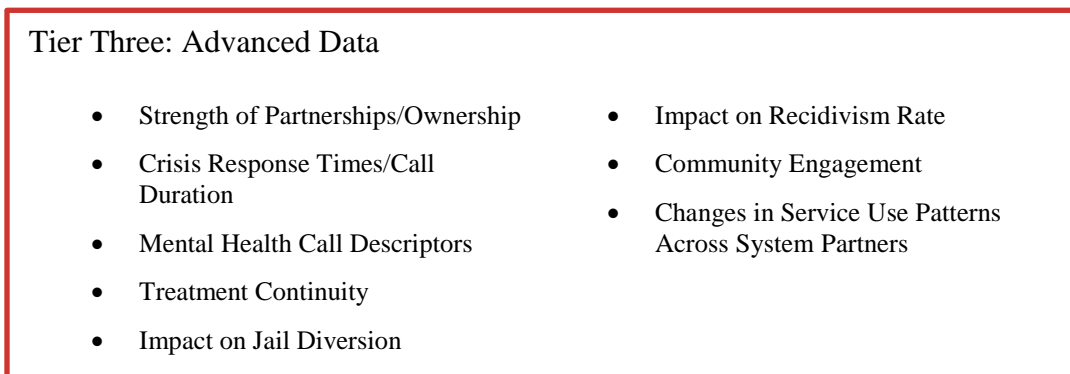 Tier Three: Advanced Data
• Strength of Partnerships/Ownership
• Crisis Response Times/Call
Duration
• Mental Health Call Descriptors
• Treatment Continuity
• Impact on Jail Diversion
• Impact on Recidivism Rate
• Community Engagement
• Changes in Service Use Patterns
Across System Partners